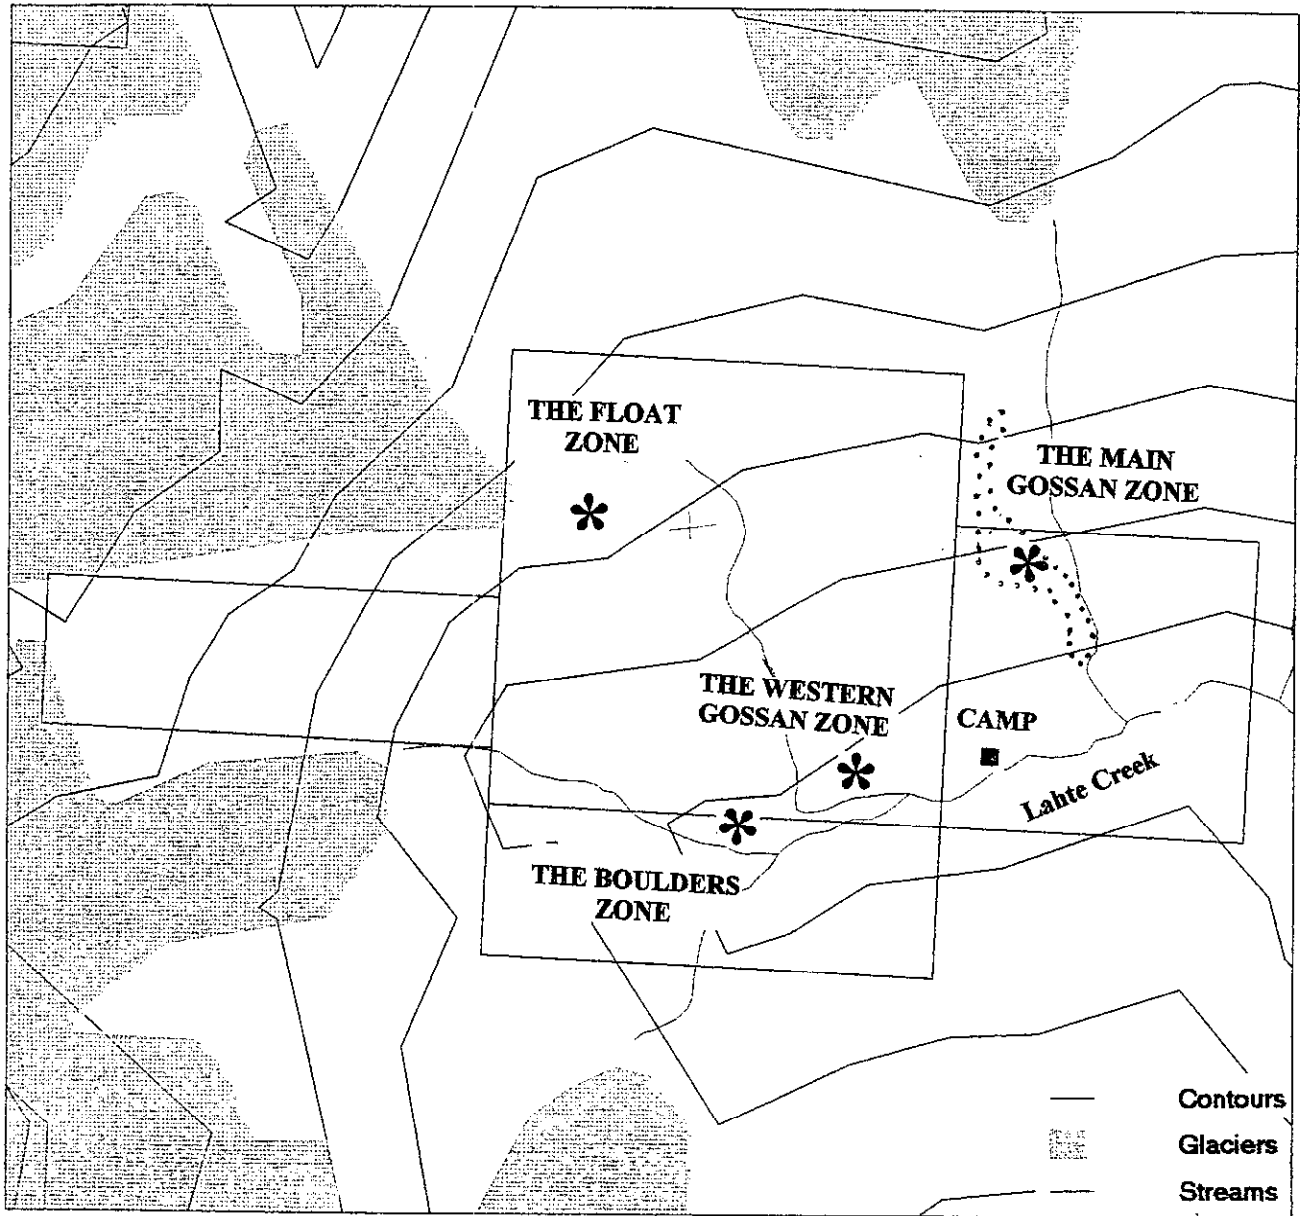 THE FLOAT
ZONE
THE MAIN
GOSSAN ZONE
THE WESTERN
GOSSAN ZONE
CAMP
Lahte Creek
THE BOULDERS
ZONE
Contours
Glaciers
Streams